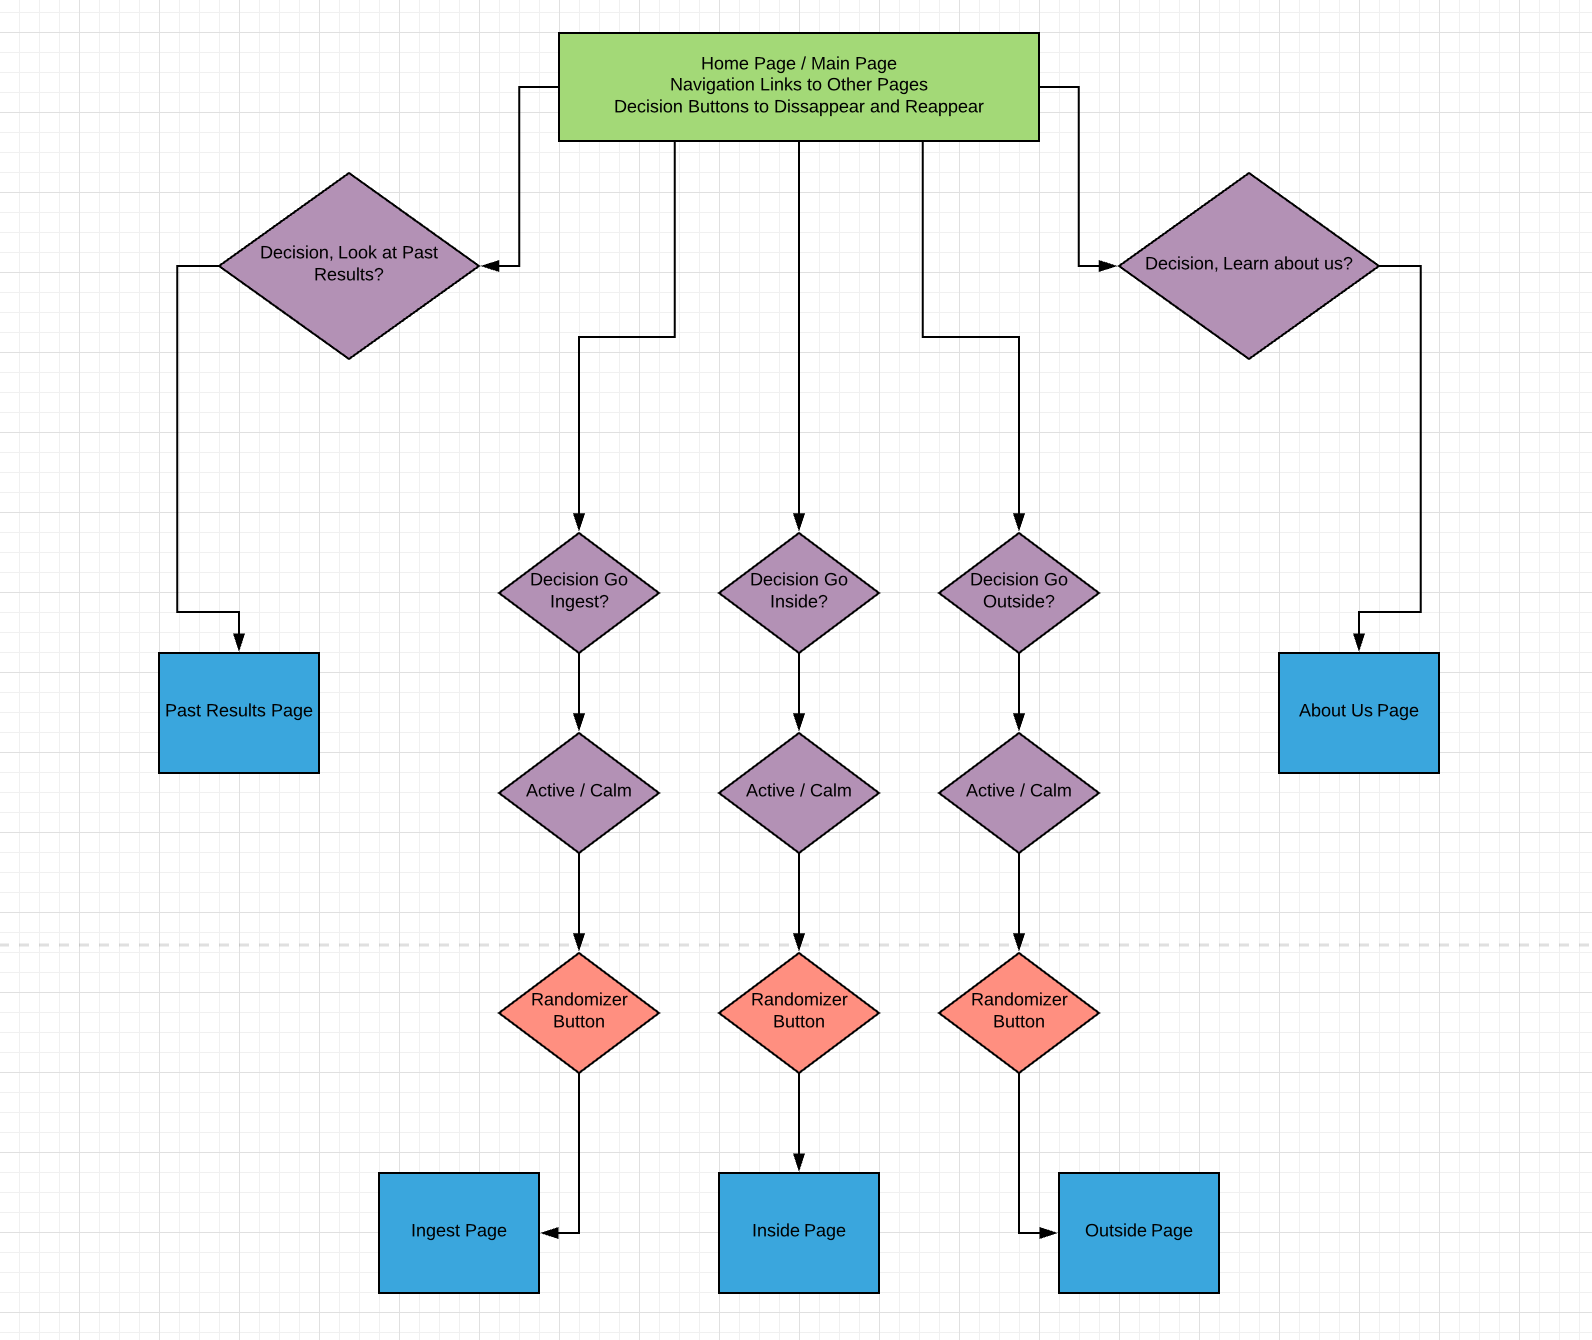 Home Page / Main Page
Navigation Links to Other Pages
Decision Buttons to Dissappear and Reappear
Decision, Look at Past
Results?
Decision, Learn about us?
Decision Go
Ingest?
Decision Go
Inside?
Decision Go
Outside?
Past Results Page
About Us Page
Active / Calm
Active / Calm
Active / Calm
Randomizer
Button
Randomizer
Button
Randomizer
Button
Ingest Page
Inside Page
Outside Page